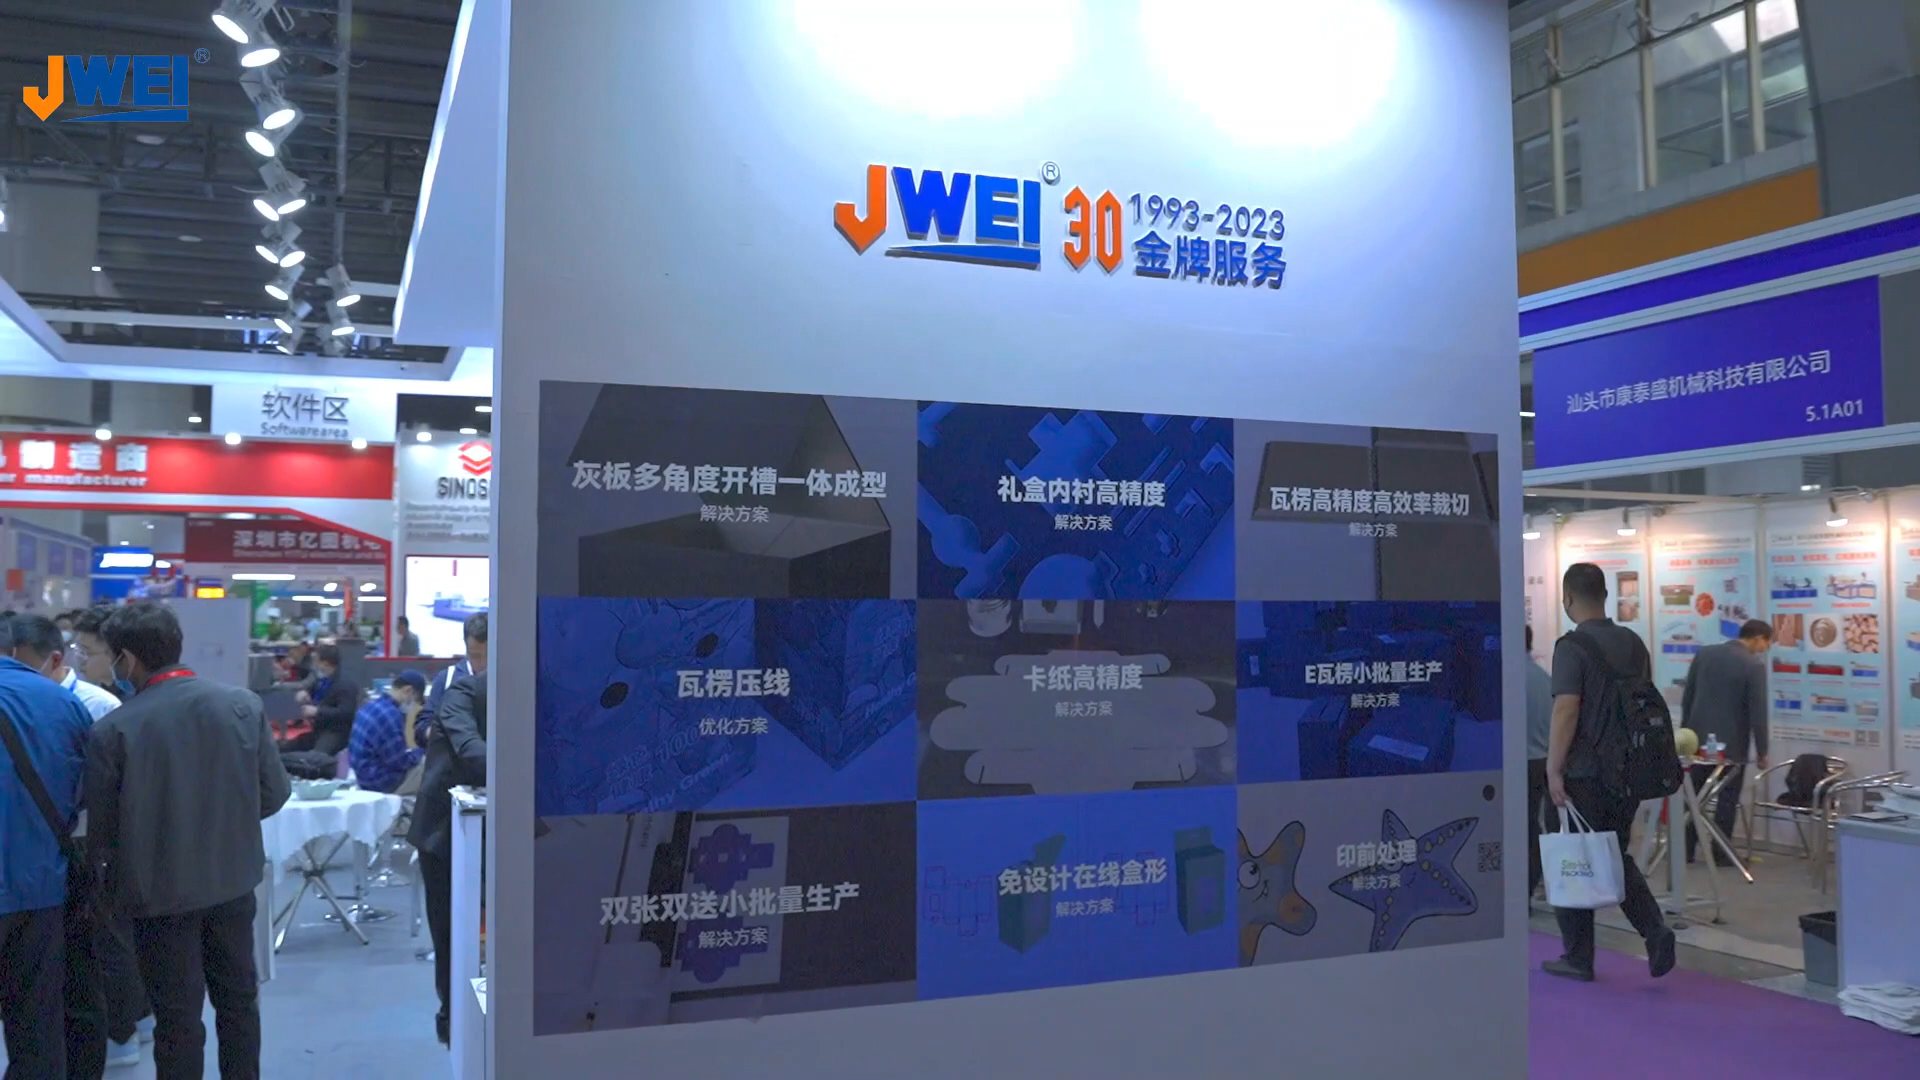 JWEI®
JWEI® 30 1993-2023
金牌服务
软件区
Softwarearea
制造商
manufacturer
SINOS
深圳市亿图机电
灰板多角度开槽一体成型
解决方案
礼盒内衬高精度
解决方案
瓦楞高精度高效率裁切
解决方案
瓦楞压线
优化方案
卡纸高精度
解决方案
E瓦楞小批量生产
解决方案
双张双送小批量生产
解决方案
免设计在线盒形
解决方案
印前处理
解决方案
汕头市康泰盛机械科技有限公司
5.1A01
PACKING